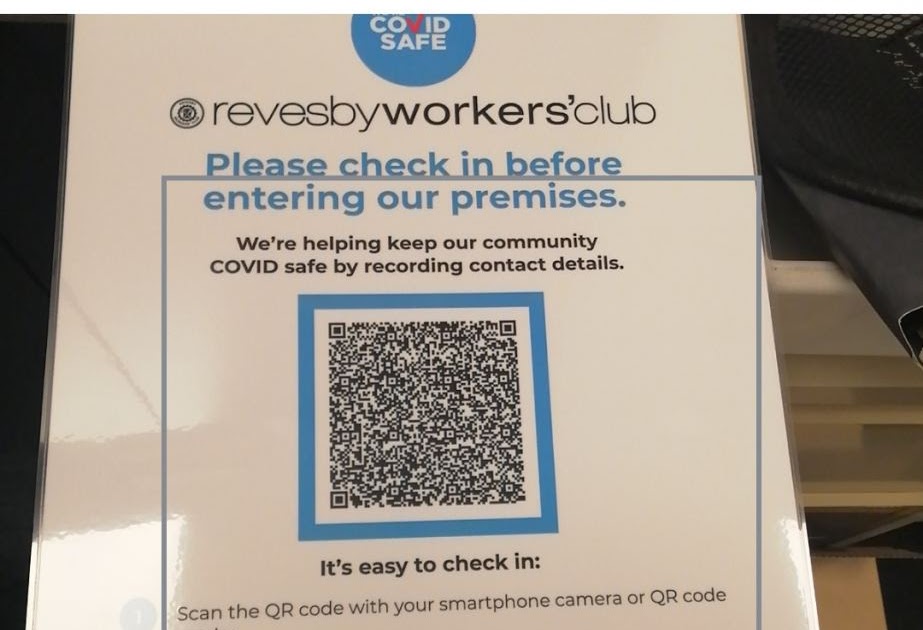 COVID
SAFE
revesbyworkers'club
Please check in before
entering our premises.
We're helping keep our community
COVID safe by recording contact details.
It's easy to check in:
1 Scan the QR code with your smartphone camera or QR code